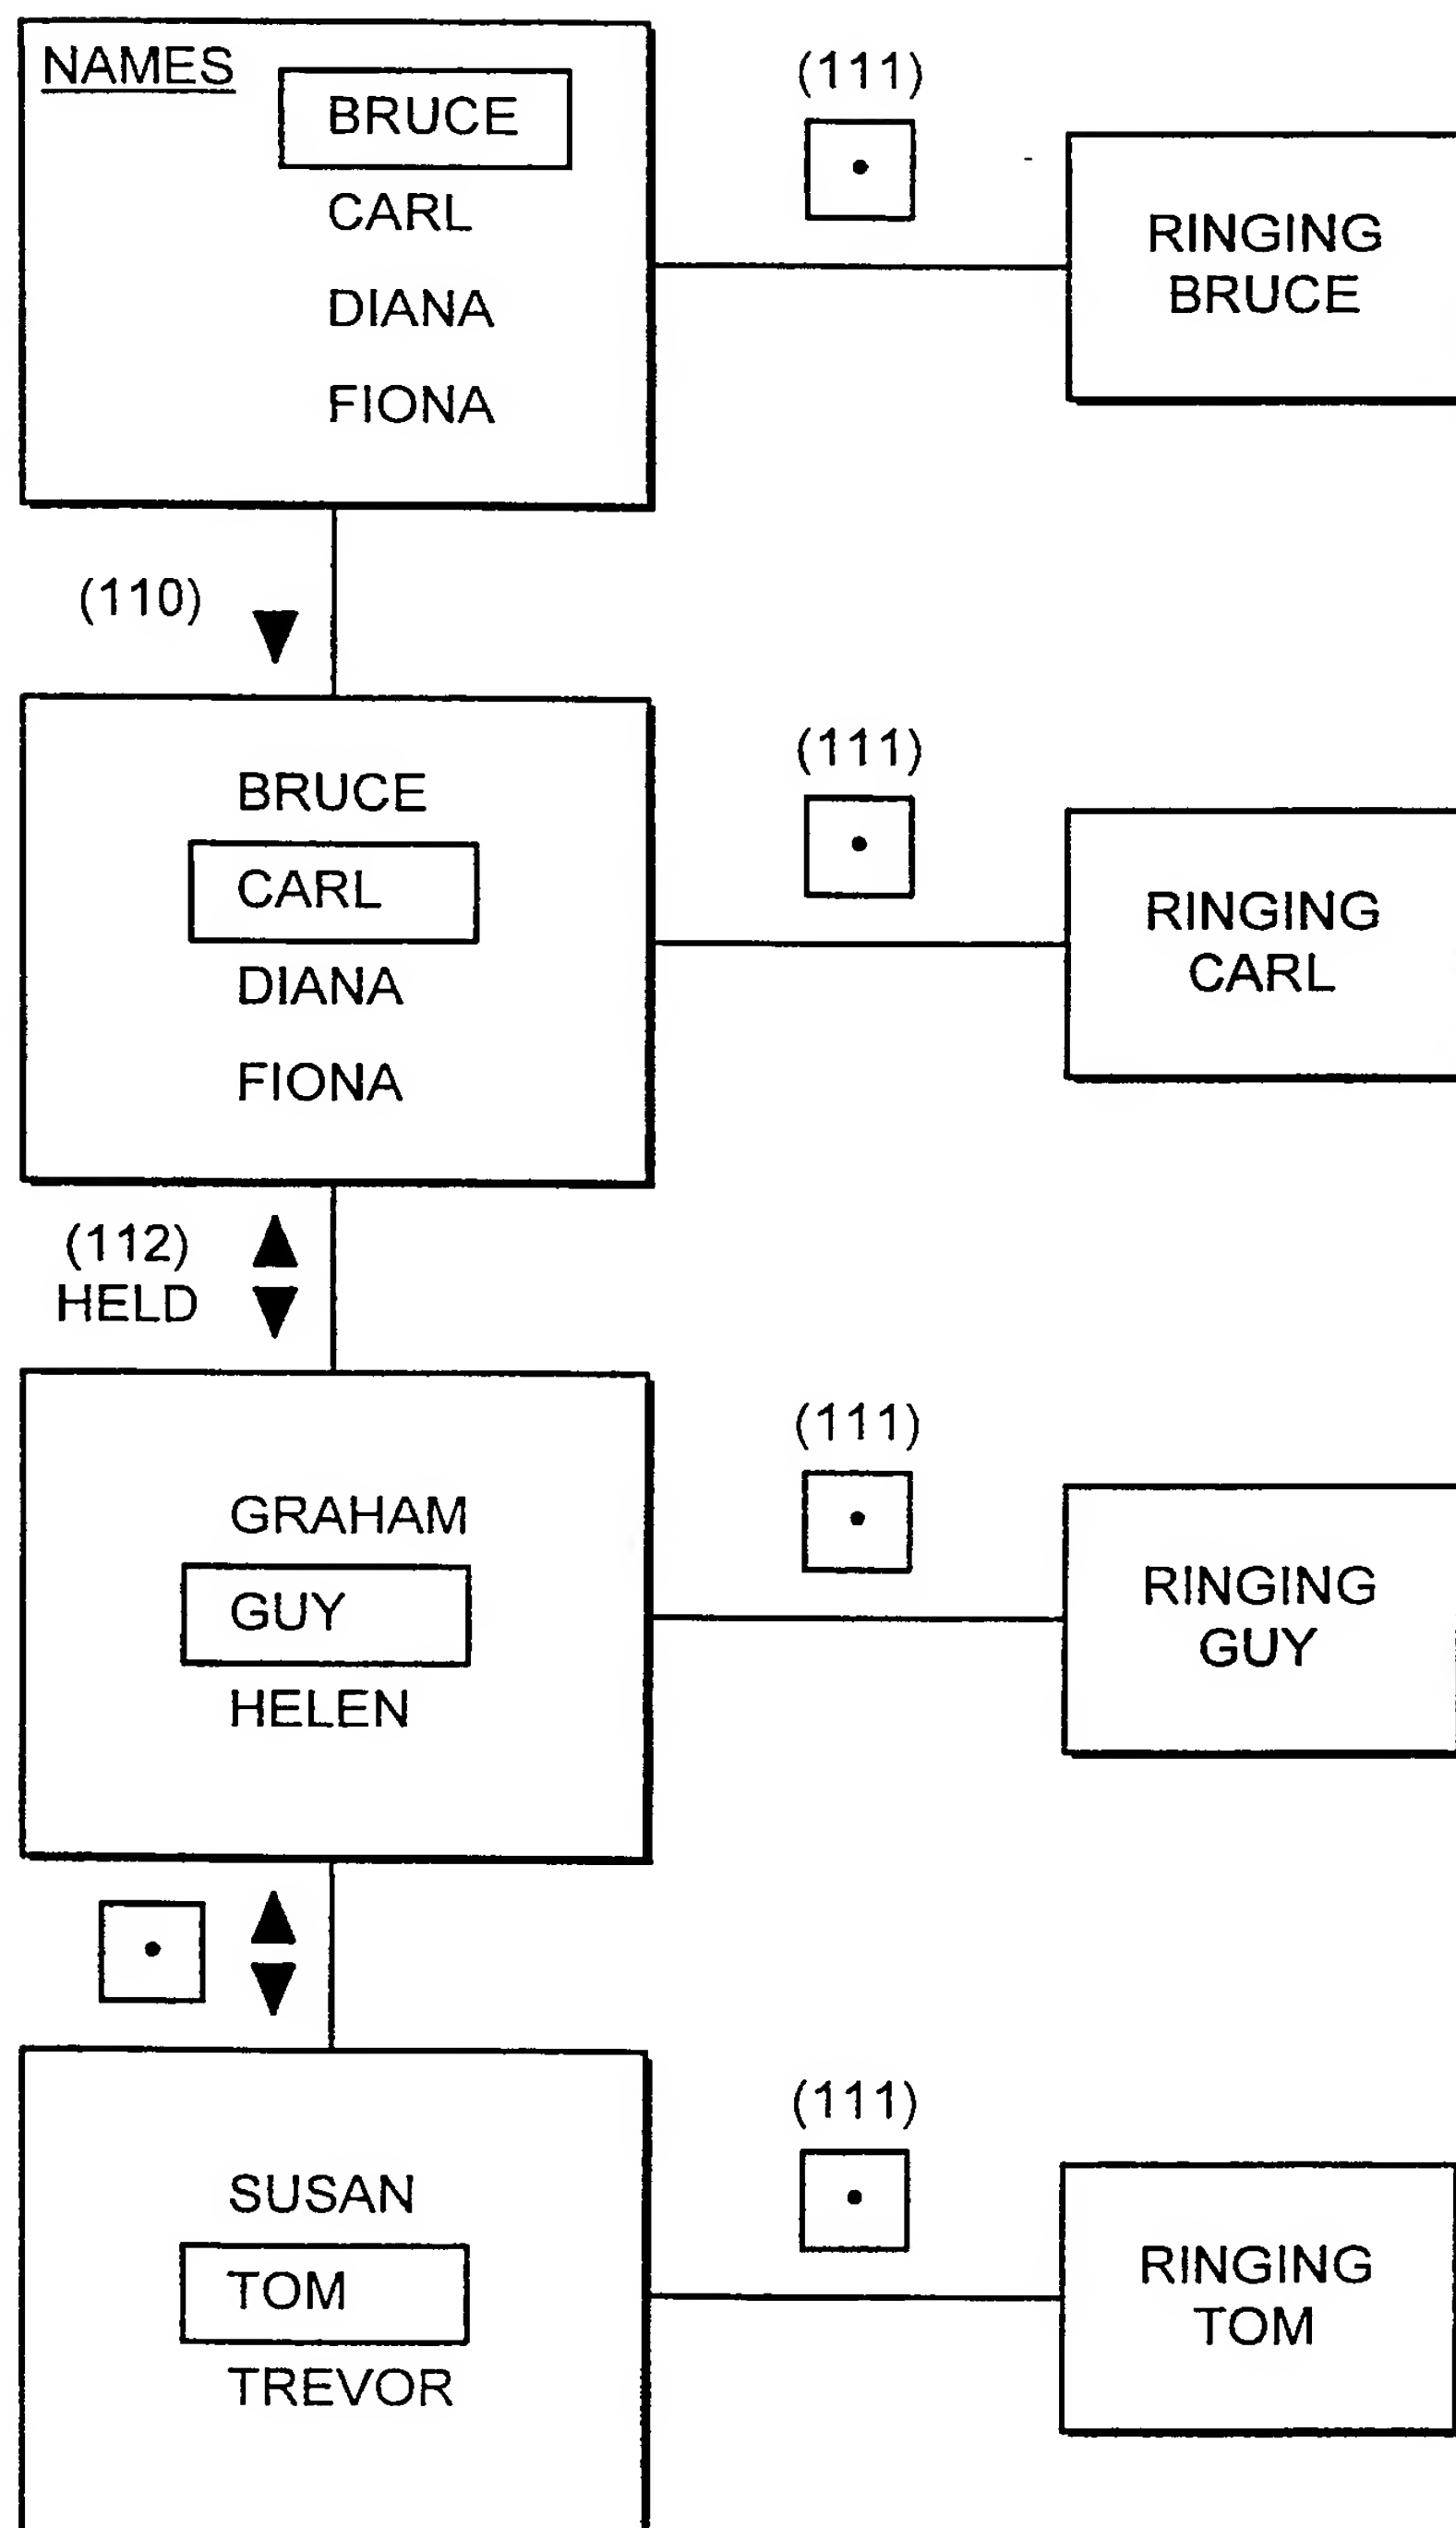 NAMES
BRUCE
CARL
DIANA
FIONA
(111)
RINGING
BRUCE
(110)
BRUCE
CARL
DIANA
FIONA
(111)
RINGING
CARL
(112)
HELD
GRAHAM
GUY
HELEN
(111)
RINGING
GUY
SUSAN
TOM
TREVOR
(111)
RINGING
TOM